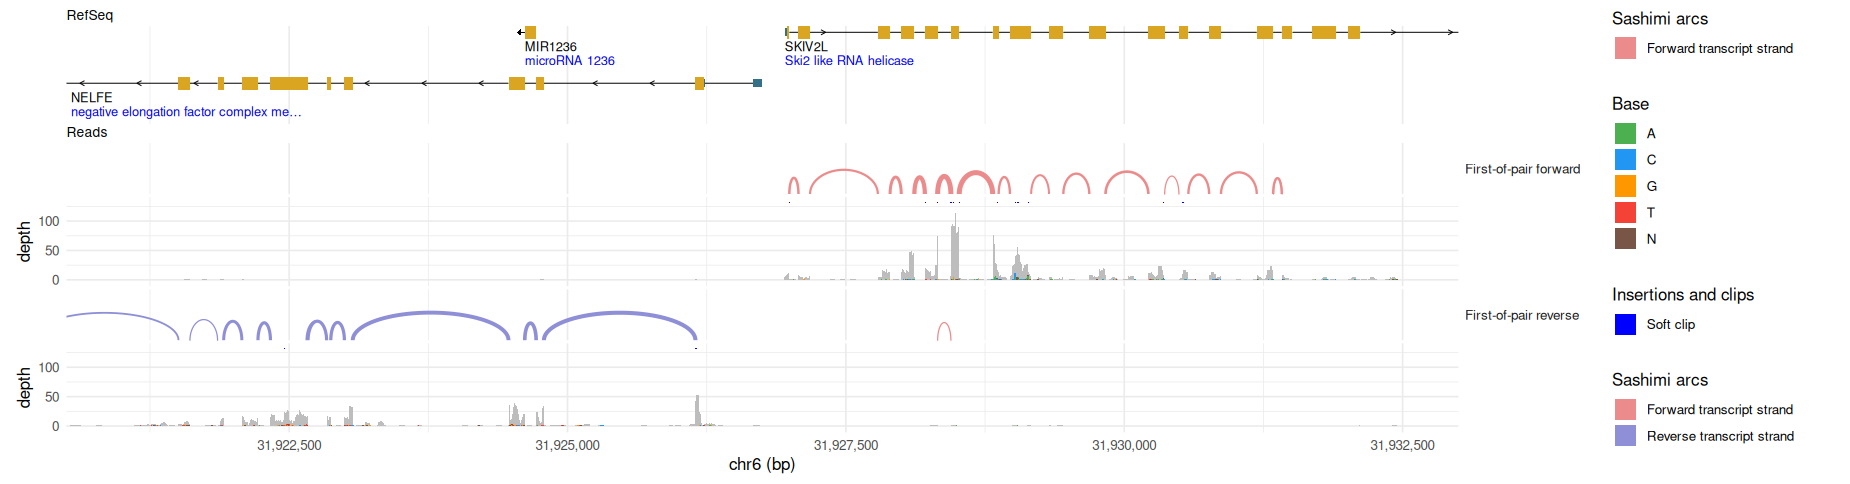 RefSeq
MIR1236
microRNA 1236
SKIV2L
Ski2 like RNA helicase
NELFE
negative elongation factor complex me…
Reads
First-of-pair forward
depth
100
50
0
First-of-pair reverse
depth
100
50
0
31,922,500
31,925,000
31,927,500
31,930,000
31,932,500
chr6 (bp)
Sashimi arcs
Forward transcript strand
Base
A
C
G
T
N
Insertions and clips
Soft clip
Sashimi arcs
Forward transcript strand
Reverse transcript strand